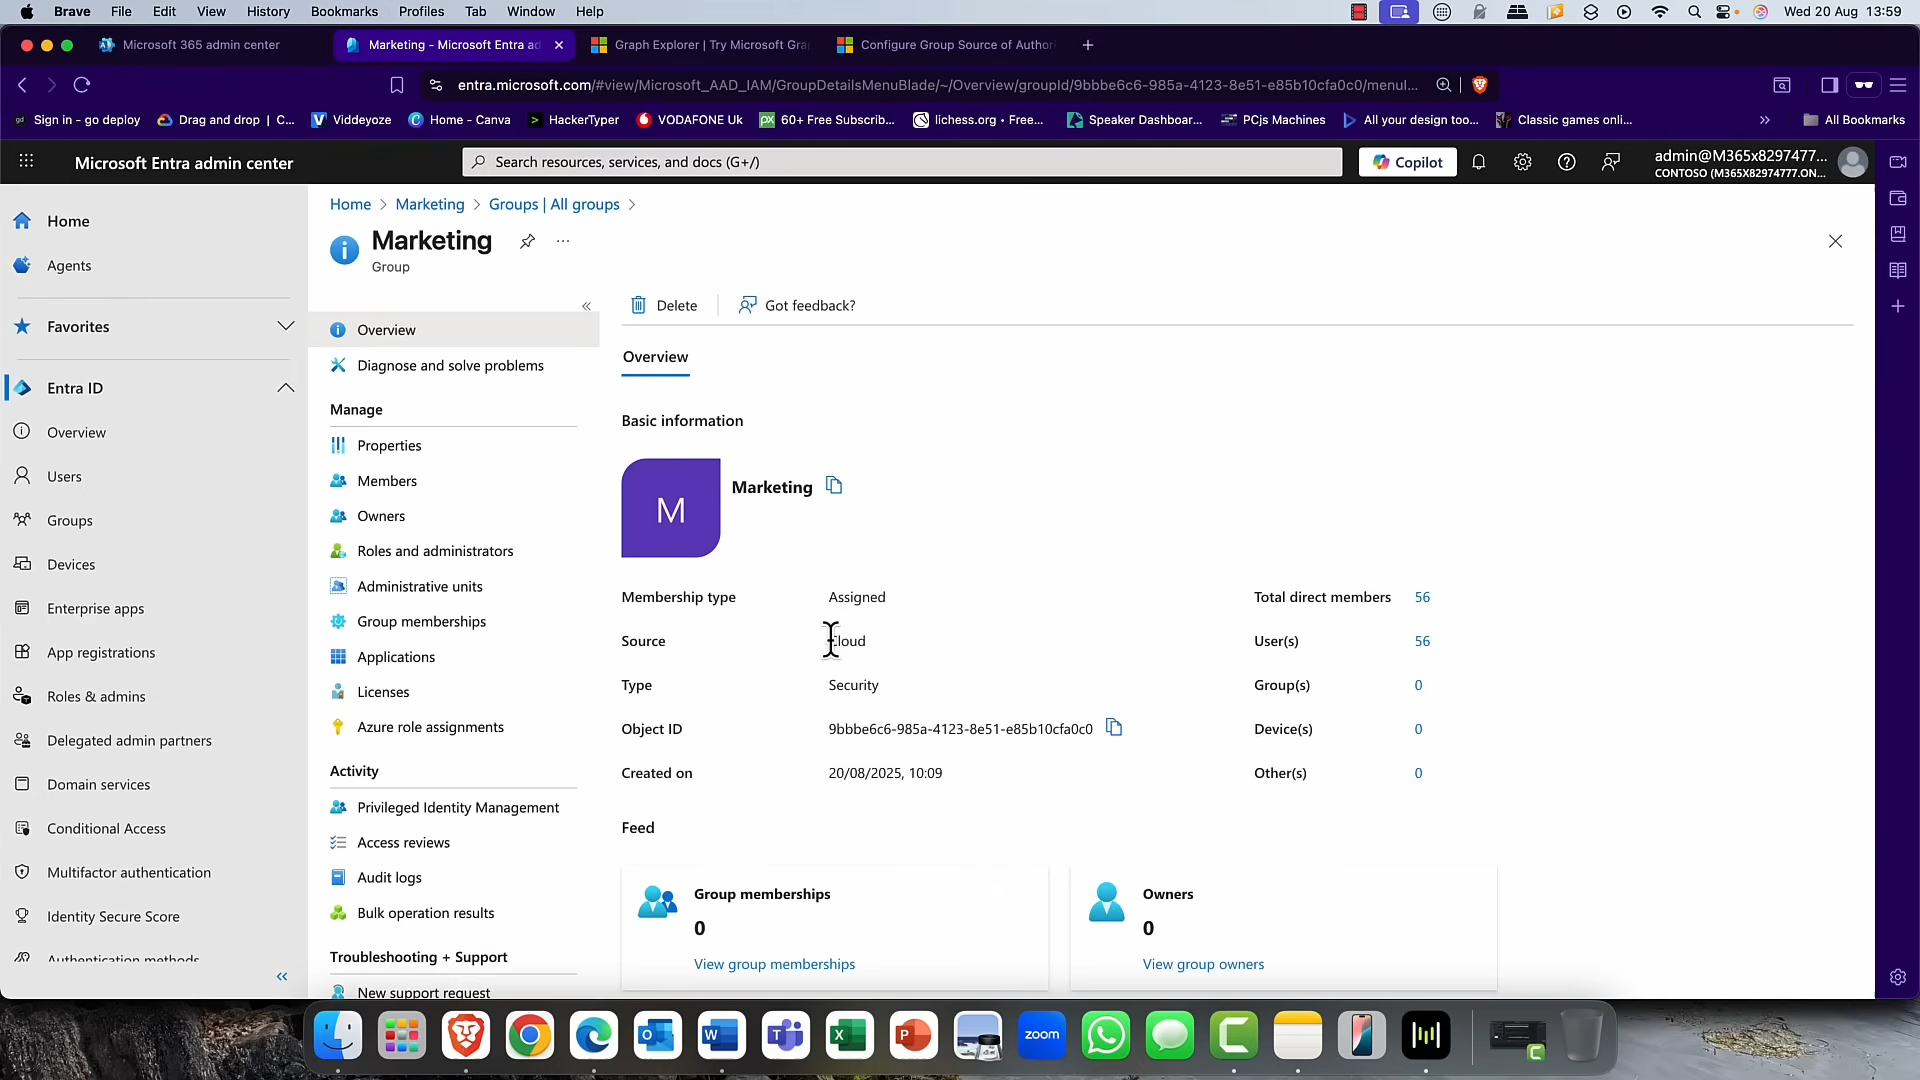 Brave File Edit View History Bookmarks Profiles Tab Window Help Wed 20 Aug 13:59
Microsoft 365 admin center
Marketing - Microsoft Entra ad
Graph Explorer | Try Microsoft Gra
Configure Group Source of Author
entra.microsoft.com/#view/Microsoft_AAD_IAM/GroupDetailsMenuBlade/~/Overview/groupId/9bbbe6c6-985a-4123-8e51-e85b10cfa0c0/menuI...
Sign in - go deploy Drag and drop | C... Viddeyoze Home - Canva HackerTyper VODAFONE Uk 60+ Free Subscrib... lichess.org • Free... Speaker Dashboar... PCjs Machines All your design too... Classic games onli... All Bookmarks
Microsoft Entra admin center
Search resources, services, and docs (G+/)
Copilot
admin@M365x8297477...
CONTOSO (M365X82974777.ON...
Home
Agents
Favorites
Entra ID
Overview
Users
Groups
Devices
Enterprise apps
App registrations
Roles & admins
Delegated admin partners
Domain services
Conditional Access
Multifactor authentication
Identity Secure Score
Authentication methods
Home > Marketing > Groups | All groups >
Marketing
Group
Overview
Diagnose and solve problems
Manage
Properties
Members
Owners
Roles and administrators
Administrative units
Group memberships
Applications
Licenses
Azure role assignments
Activity
Privileged Identity Management
Access reviews
Audit logs
Bulk operation results
Troubleshooting + Support
New support request
Delete
Got feedback?
Overview
Basic information
M
Marketing
Membership type Assigned
Source Cloud
Type Security
Object ID 9bbbe6c6-985a-4123-8e51-e85b10cfa0c0
Created on 20/08/2025, 10:09
Total direct members 56
User(s) 56
Group(s) 0
Device(s) 0
Other(s) 0
Feed
Group memberships
0
View group memberships
Owners
0
View group owners
zoom